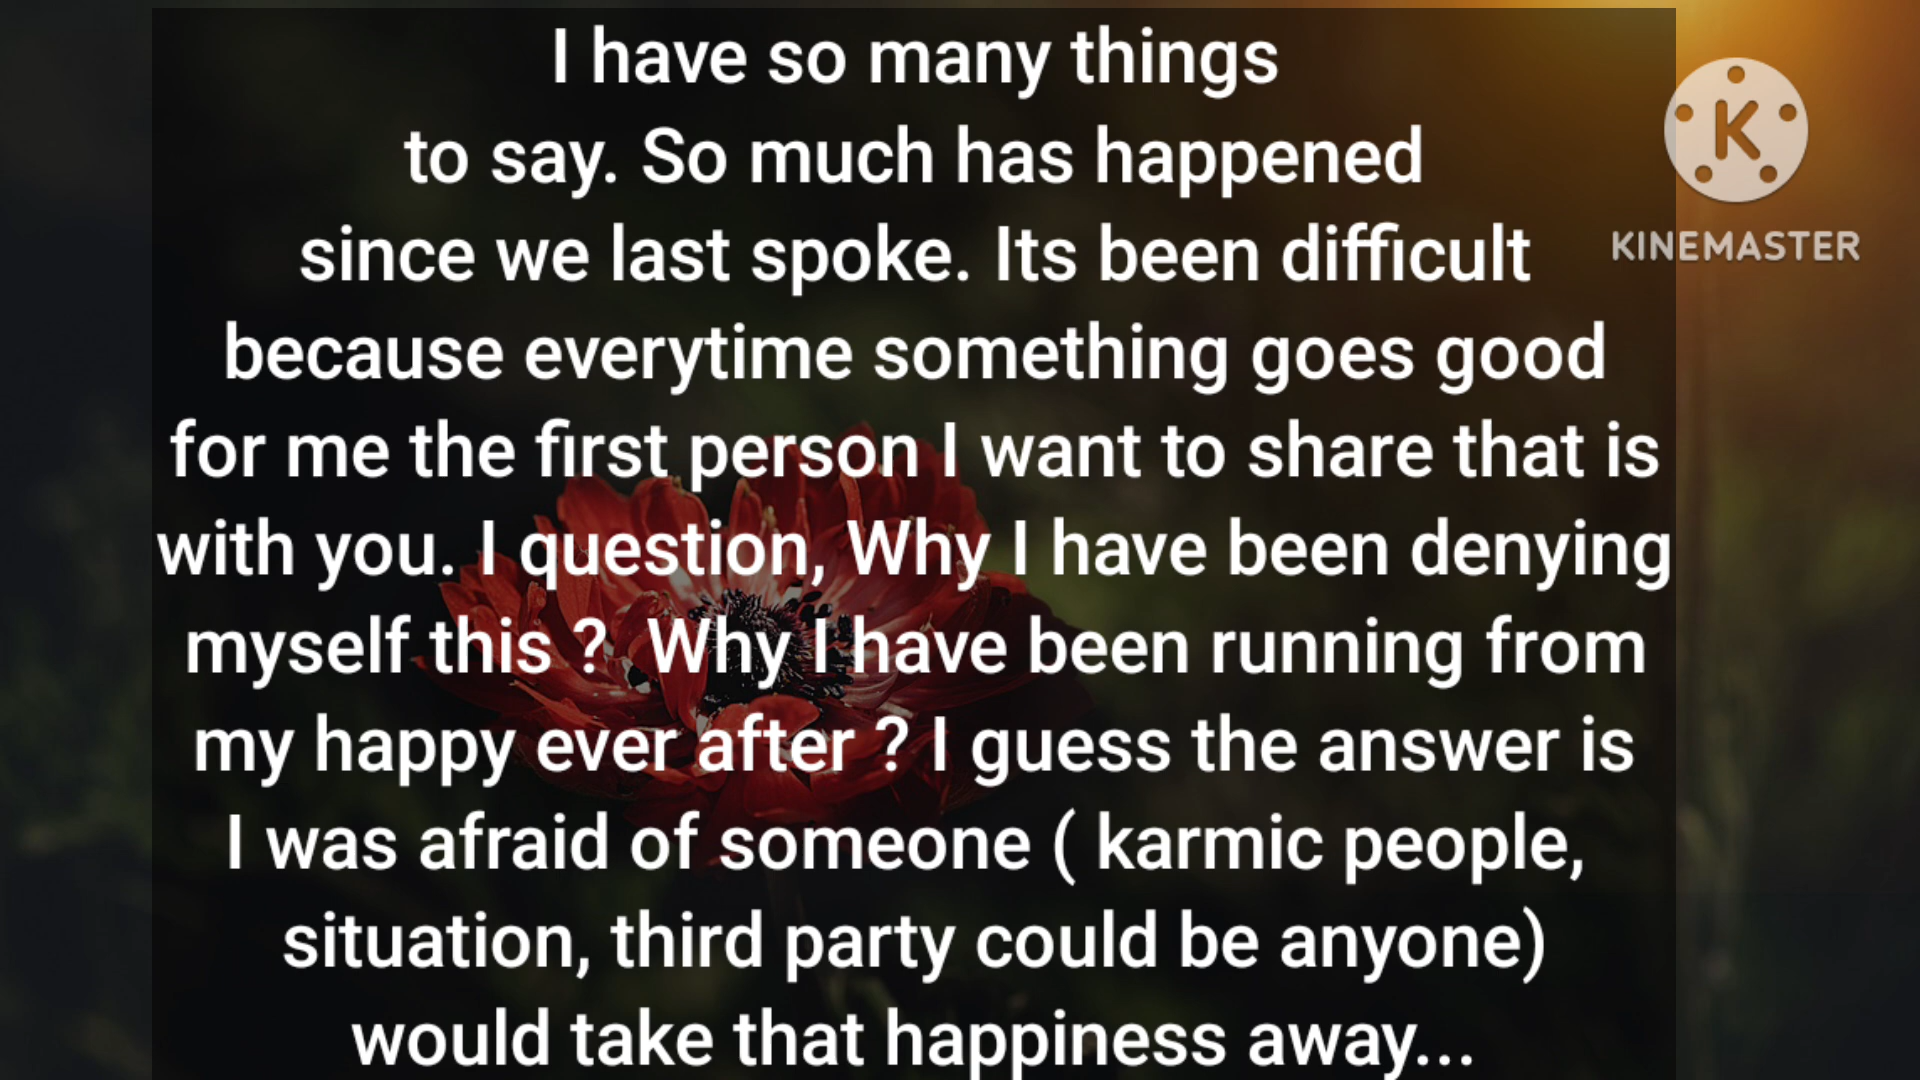 I have so many things
to say. So much has happened
since we last spoke. Its been difficult
because everytime something goes good
for me the first person I want to share that is
with you. I question, Why I have been denying
myself this ?  Why I have been running from
my happy ever after ? I guess the answer is
I was afraid of someone ( karmic people,
situation, third party could be anyone)
would take that happiness away...
K
KINEMASTER